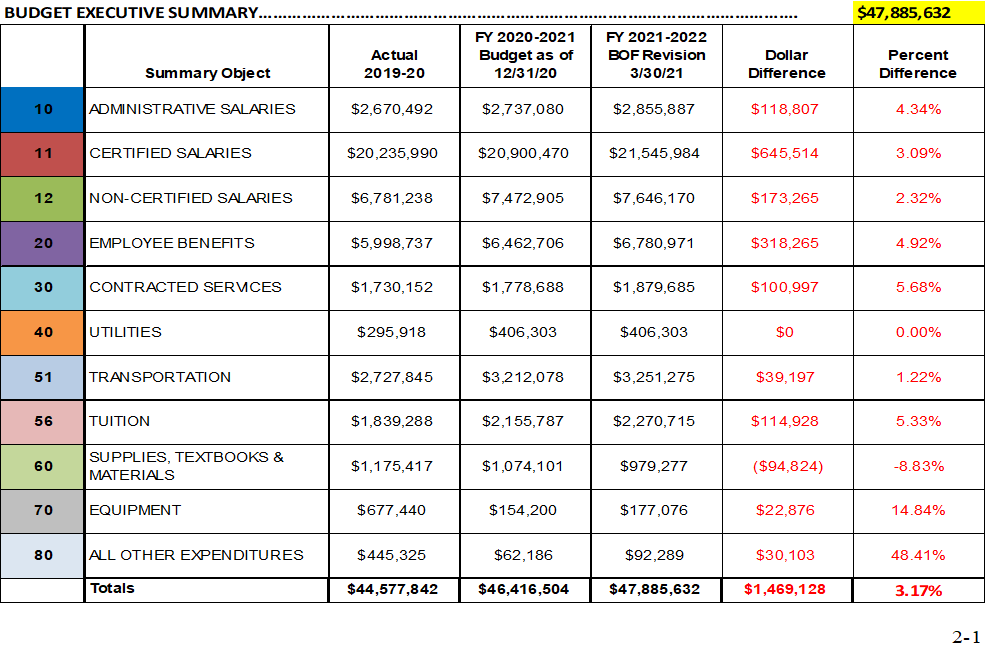 BUDGET EXECUTIVE SUMMARY……………………………………………………………………………………………… $47,885,632
Summary Object Actual 2019-20 FY 2020-2021 Budget as of 12/31/20 FY 2021-2022 BOF Revision 3/30/21 Dollar Difference Percent Difference
10 ADMINISTRATIVE SALARIES $2,670,492 $2,737,080 $2,855,887 $118,807 4.34%
11 CERTIFIED SALARIES $20,235,990 $20,900,470 $21,545,984 $645,514 3.09%
12 NON-CERTIFIED SALARIES $6,781,238 $7,472,905 $7,646,170 $173,265 2.32%
20 EMPLOYEE BENEFITS $5,998,737 $6,462,706 $6,780,971 $318,265 4.92%
30 CONTRACTED SERVICES $1,730,152 $1,778,688 $1,879,685 $100,997 5.68%
40 UTILITIES $295,918 $406,303 $406,303 $0 0.00%
51 TRANSPORTATION $2,727,845 $3,212,078 $3,251,275 $39,197 1.22%
56 TUITION $1,839,288 $2,155,787 $2,270,715 $114,928 5.33%
60 SUPPLIES, TEXTBOOKS & MATERIALS $1,175,417 $1,074,101 $979,277 ($94,824) -8.83%
70 EQUIPMENT $677,440 $154,200 $177,076 $22,876 14.84%
80 ALL OTHER EXPENDITURES $445,325 $62,186 $92,289 $30,103 48.41%
Totals $44,577,842 $46,416,504 $47,885,632 $1,469,128 3.17%
2-1